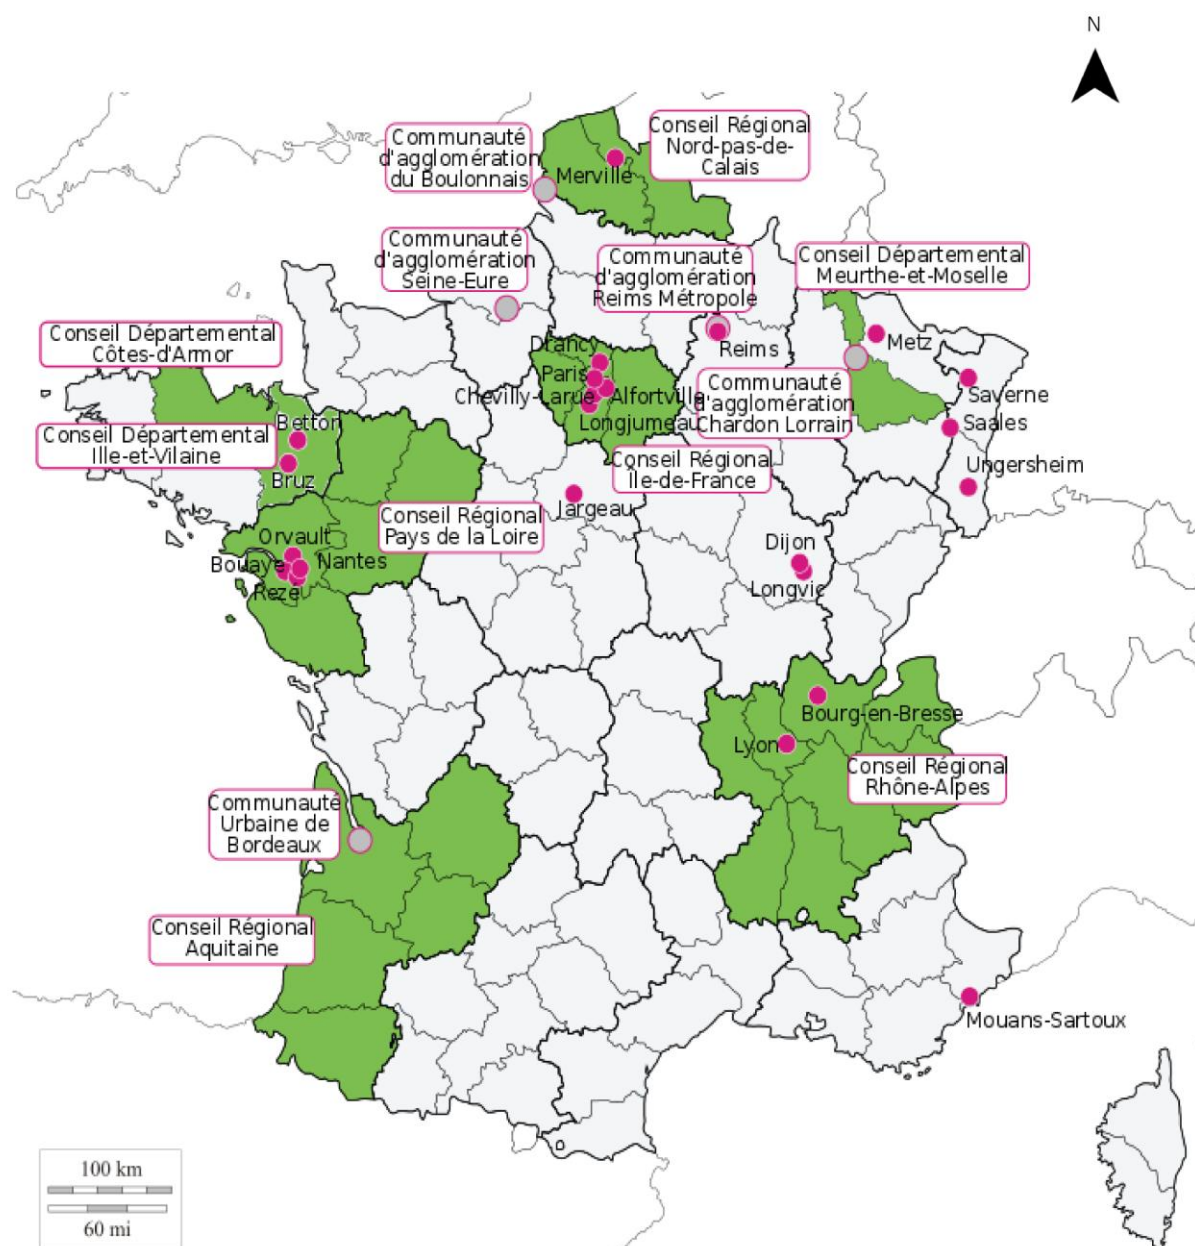 N
Communauté
d'agglomération
du Boulonnais
Conseil Régional
Nord-pas-de-
Calais
Merville
Communauté
d'agglomération
Seine-Eure
Communauté
d'agglomération
Reims Métropole
Conseil Départemental
Meurthe-et-Moselle
Conseil Départemental
Côtes-d'Armor
Drancy
Reims
Metz
Paris
Chevilly-Larue
Alfortville
Longjumeau
Communauté
d'agglomération
Chardon Lorrain
Saverne
Saales
Betton
Conseil Départemental
Ille-et-Vilaine
Bruz
Conseil Régional
Île-de-France
Ungersheim
Jargeau
Conseil Régional
Pays de la Loire
Orvault
Bouaye
Nantes
Rezé
Dijon
Longvic
Bourg-en-Bresse
Lyon
Conseil Régional
Rhône-Alpes
Communauté
Urbaine de
Bordeaux
Conseil Régional
Aquitaine
Mouans-Sartoux
100 km
60 mi